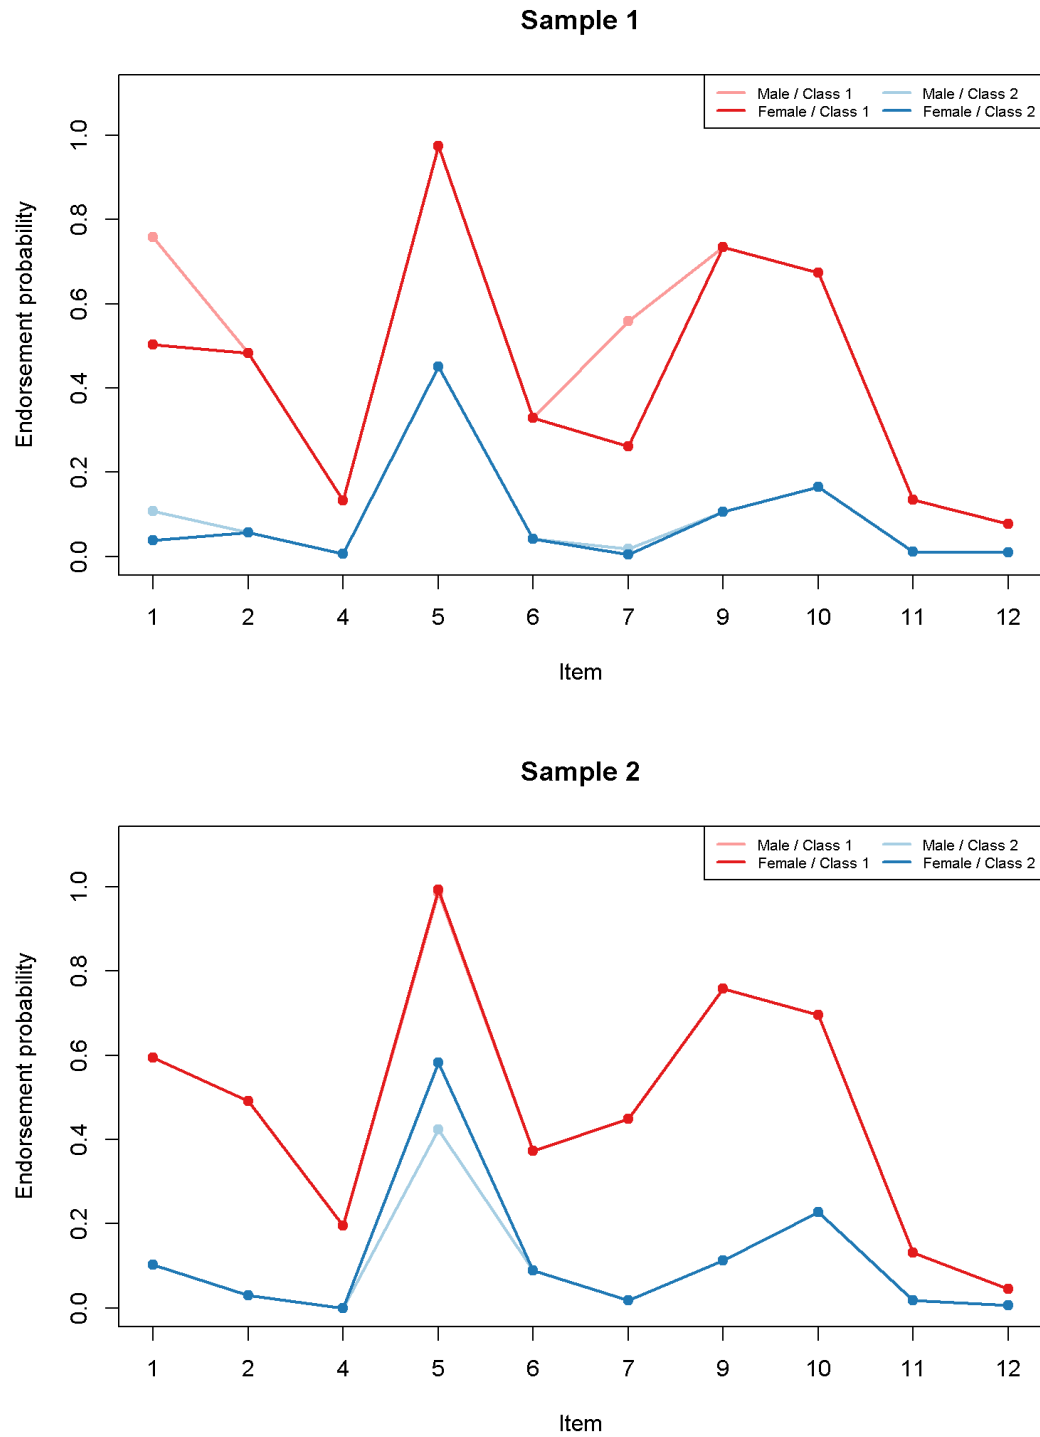 Sample 1
Male / Class 1 Male / Class 2
Female / Class 1 Female / Class 2
Endorsement probability
1.0
0.8
0.6
0.4
0.2
0.0
1 2 4 5 6 7 9 10 11 12
Item
Sample 2
Male / Class 1 Male / Class 2
Female / Class 1 Female / Class 2
Endorsement probability
1.0
0.8
0.6
0.4
0.2
0.0
1 2 4 5 6 7 9 10 11 12
Item